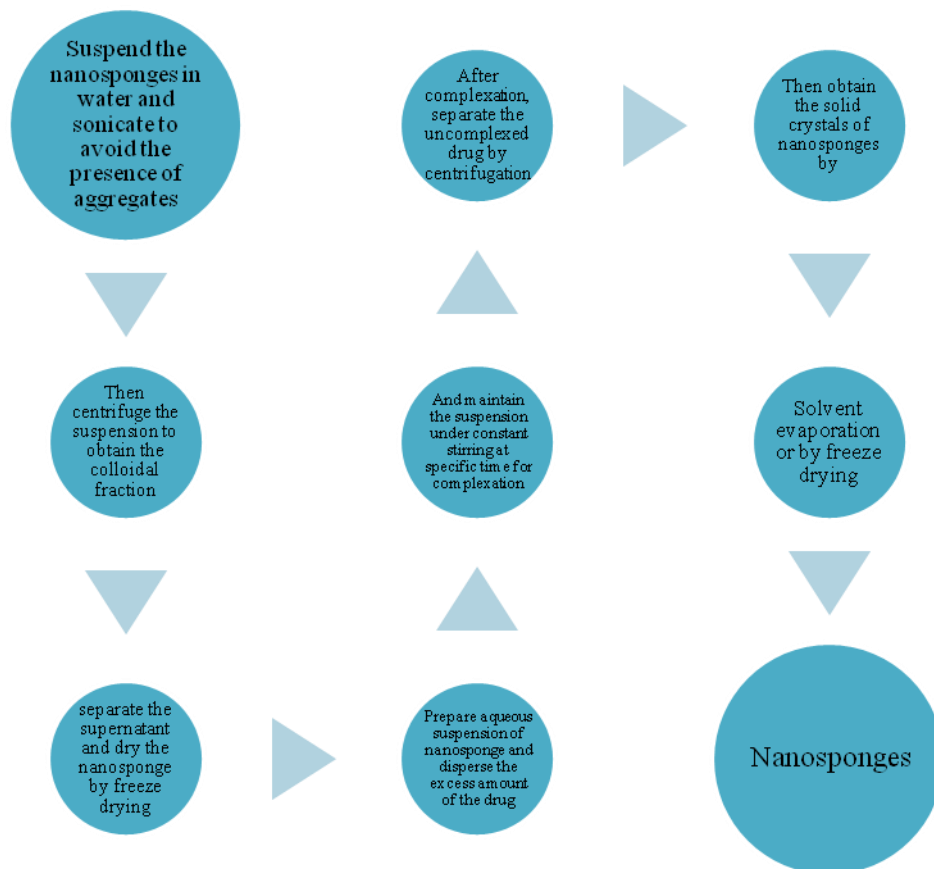 Suspend the
nanosponges in
water and
sonicate to
avoid the
presence of
aggregates
Then
centrifuge the
suspension to
obtain the
colloidal
fraction
separate the
supernatant
and dry the
nanosponge
by freeze
drying
Prepare aqueous
suspension of
nanosponge and
disperse the
excess amount
of the drug
And maintain
the suspension
under constant
stirring at
specific time for
complexation
After
complexation,
separate the
uncomplexed
drug by
centrifugation
Then obtain
the solid
crystals of
nanosponges
by
Solvent
evaporation
or by freeze
drying
Nanosponges